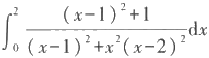 ∫₀² ((x-1)²+1)/((x-1)²+x²(x-2)²) dx